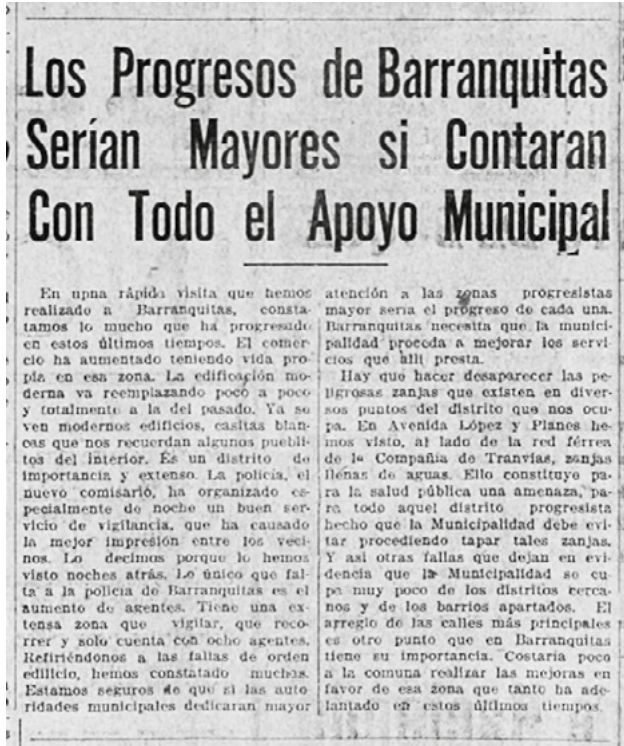 Los Progresos de Barranquitas
Serían Mayores si Contaran
Con Todo el Apoyo Municipal
En upna rápida visita que hemos
realizado a Barranquitas, consta-
tamos lo mucho que ha progresado
en estos últimos tiempos. El comer-
cio ha aumentado teniendo vida pro-
pia en esa zona. La edificación mo-
derna va reemplazando poco a poco
y totalmente a la del pasado. Ya se
ven modernos edificios, casitas blan-
cas que nos recuerdan algunos pueblі-
tos del interior. Es un distrito de
importancia y extenso. La policía, el
nuevo comisario, ha organizado es-
pecialmente de noche un buen ser-
vicio de vigilancia, que ha causado
la mejor impresión entre los veci-
nos. Lo decimos porque lo hemos
visto noches atrás. Lo único que fal-
ta a la policía de Barranquitas es el
aumento de agentes. Tiene una ex-
tensa zona que vigilar, que reco-
rrer y solo cuenta con ocho agentes.
Refiriéndonos a las fallas de orden
edilicio, hemos constatado muchas.
Estamos seguros de que si las auto
ridades municipales dedicaran mayor
atención a las zonas progresistas
mayor sería el progreso de cada una.
Barranquitas necesita que la munici-
palidad proceda a mejorar los servi-
cios que allí presta.
Hay que hacer desaparecer las pe-
ligrosas zanjas que existen en diver-
sos puntos del distrito que nos ocu-
pa. En Avenida López y Planes he-
mos visto, al lado de la red férrea
de la Compañía de Tranvías, zanjas
llenas de aguas. Ello constituye pa-
ra la salud pública una amenaza, pa-
ra todo aquel distrito progresista
hecho que la Municipalidad debe evi-
tar procediendo tapar tales zanjas.
Y así otras fallas que dejan en evi-
dencia que la Municipalidad se cu-
pa muy poco de los distritos cerca-
nos y de los barrios apartados. El
arreglo de las calles más principales
es otro punto que en Barranquitas
tiene su importancia. Costaría poco
a la comuna realizar las mejoras en
favor de esa zona que tanto ha ade-
lantado en estos últimos tiempos.